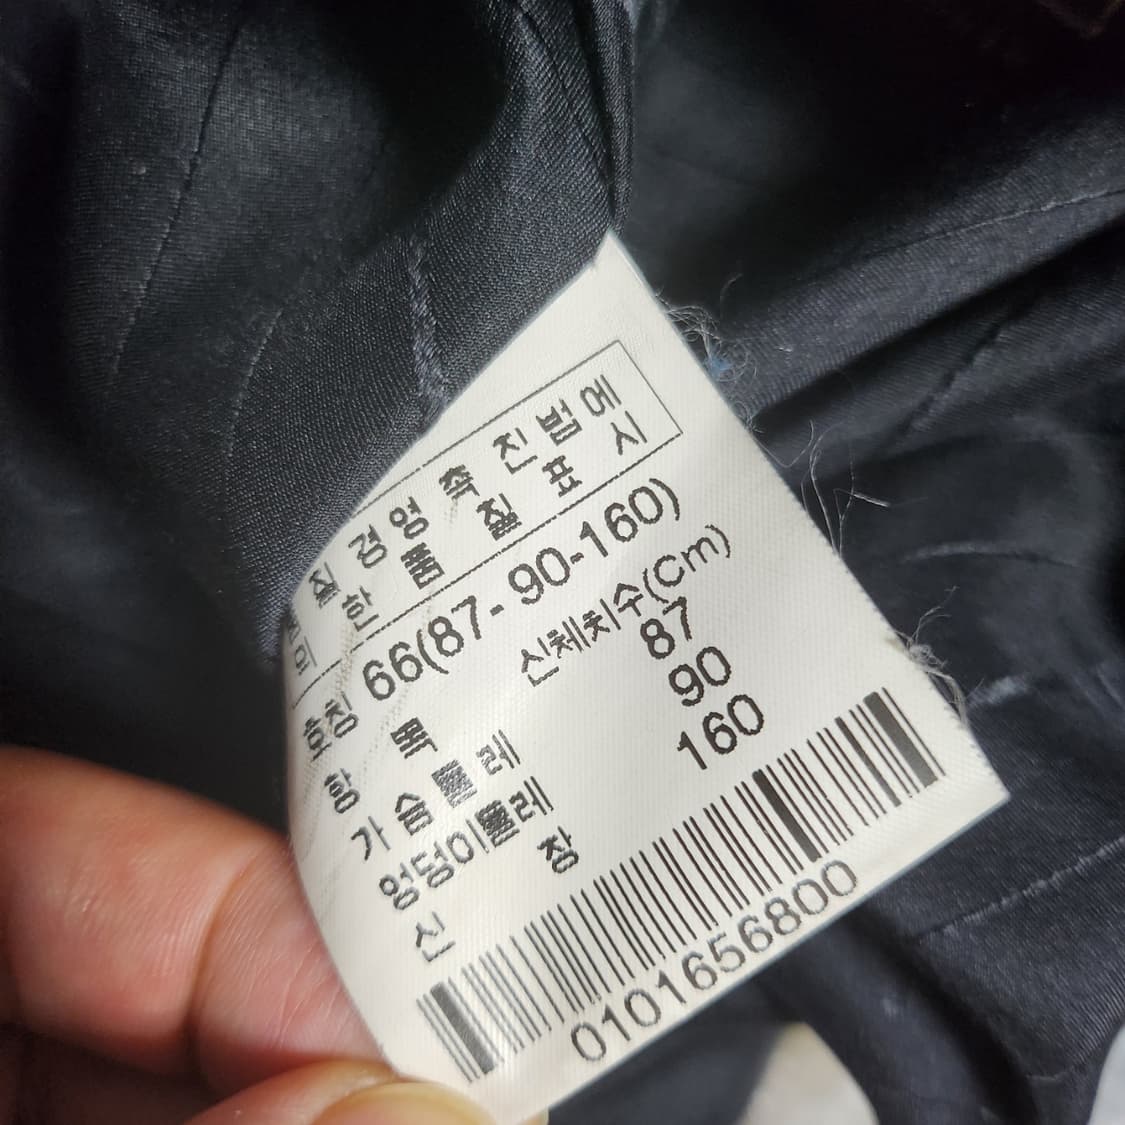 질 경 영 촉 진 법 에
의 한 품 질 표 시
호칭 66(87-90-160)
항 목 신체치수(Cm)
가 슴 둘 레 87
엉덩이둘레 90
신 장 160
0101656800